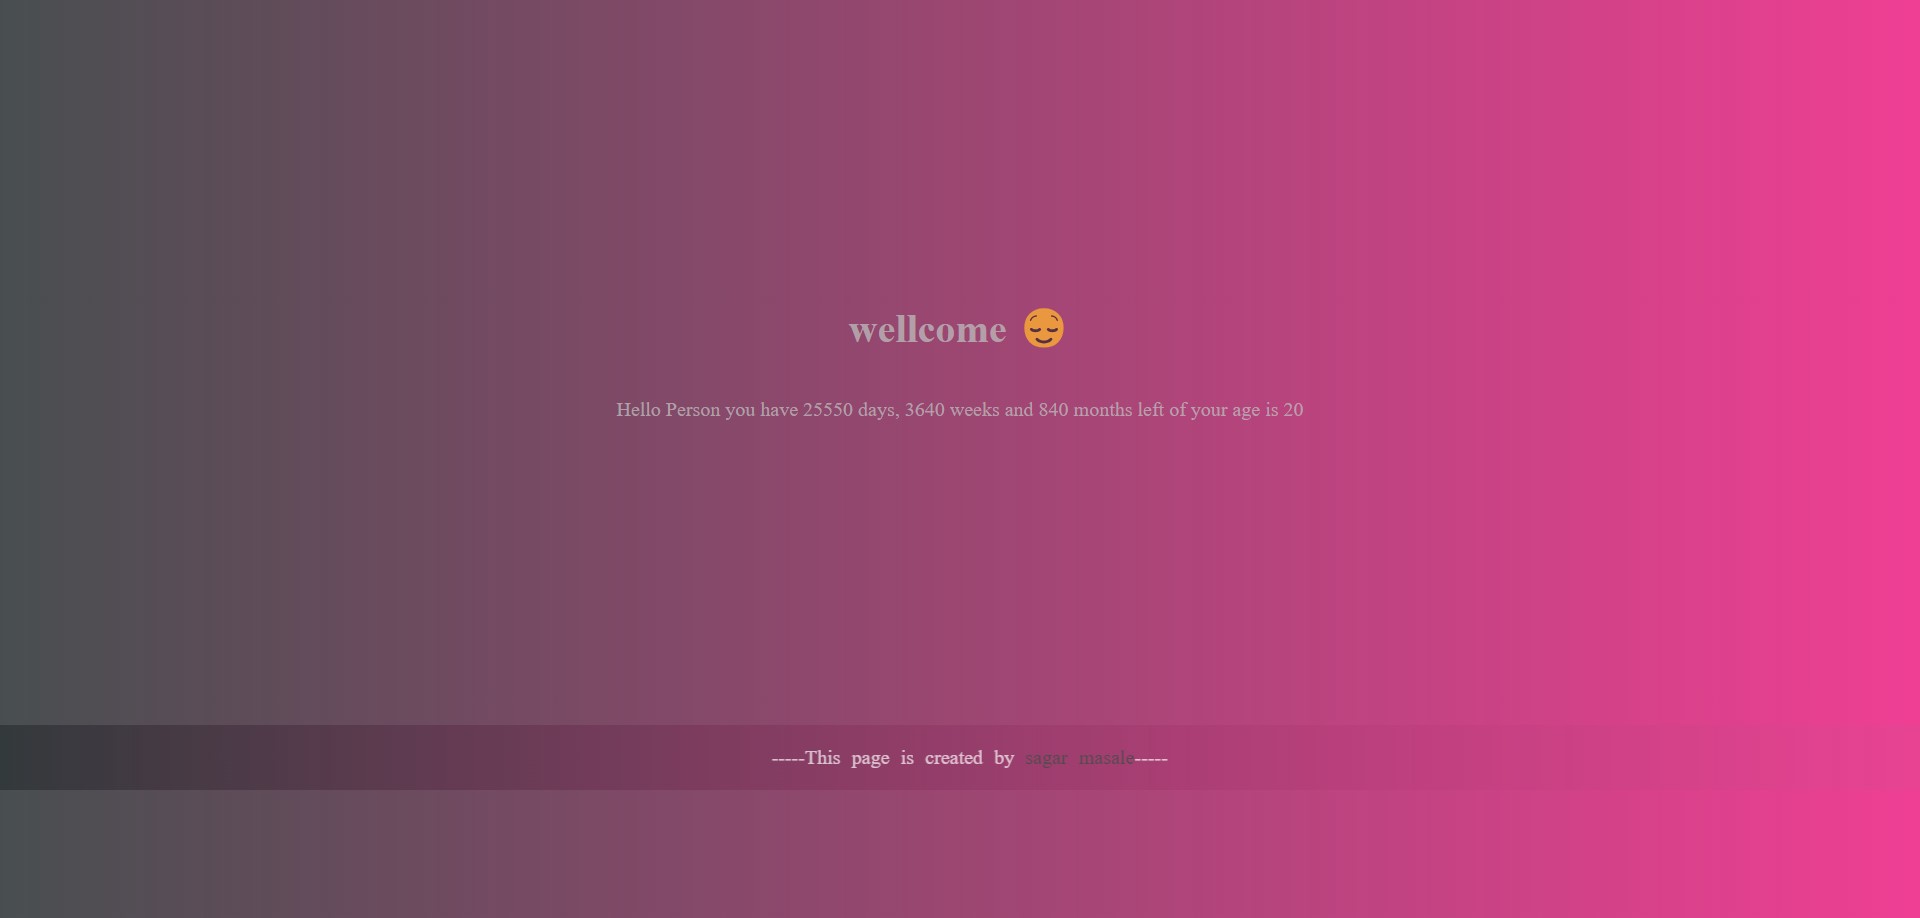 wellcome 😌
Hello Person you have 25550 days, 3640 weeks and 840 months left of your age is 20
-----This page is created by sagar masale-----